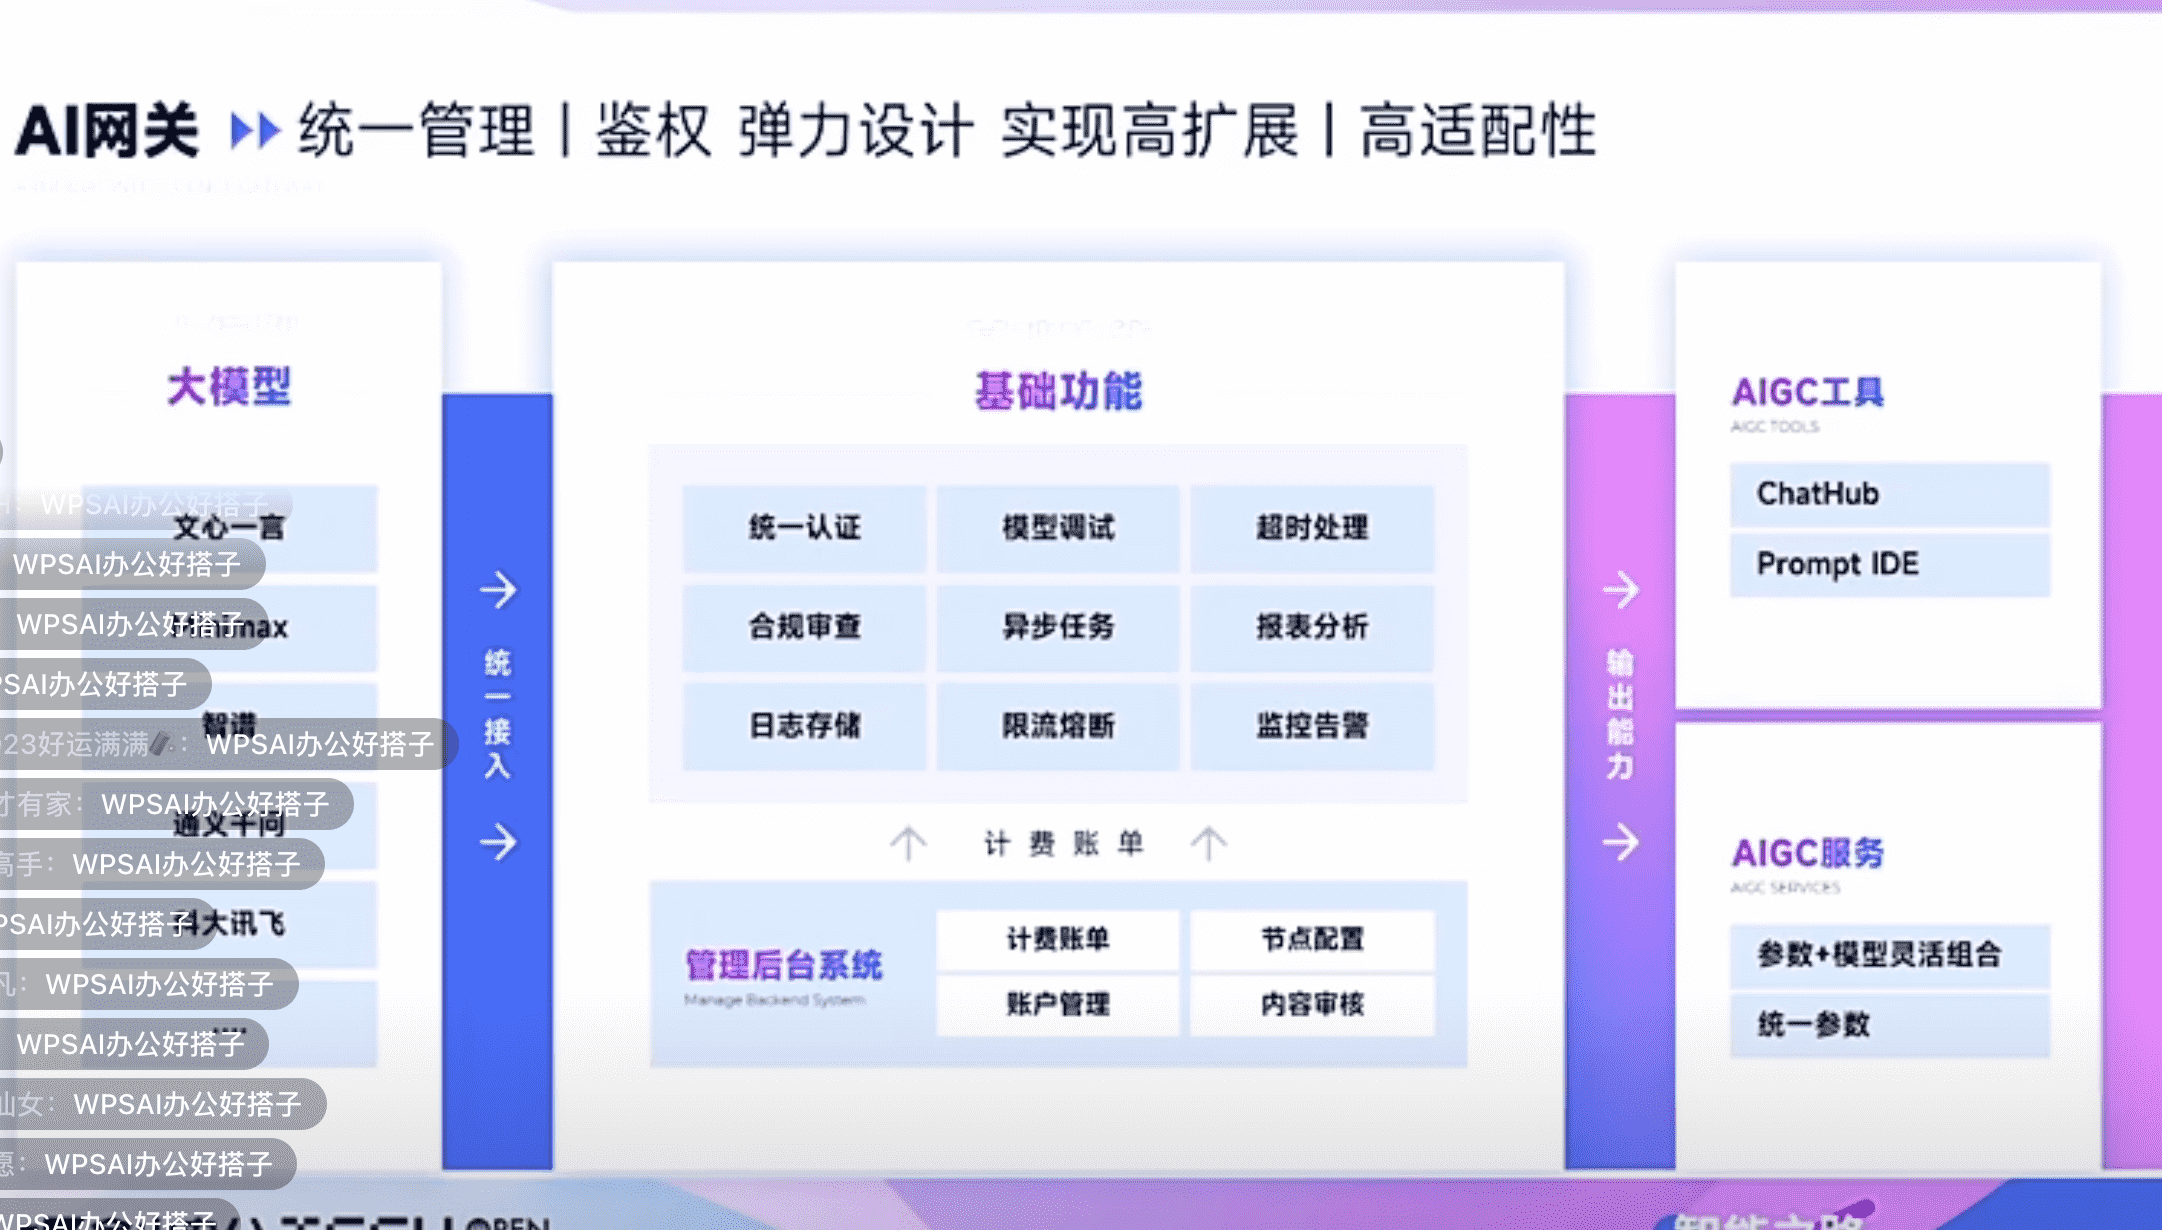 AI网关 统一管理丨鉴权 弹力设计 实现高扩展丨高适配性
大模型
文心一言
智谱
通义千问
科大讯飞
统一接入
基础功能
统一认证 模型调试 超时处理
合规审查 异步任务 报表分析
日志存储 限流熔断 监控告警
计费账单
管理后台系统
Manage Backend System
计费账单 节点配置
账户管理 内容审核
输出能力
AIGC工具
AIGC TOOLS
ChatHub
Prompt IDE
AIGC服务
AIGC SERVICES
参数+模型灵活组合
统一参数
WPSAI办公好搭子
WPSAI办公好搭子
WPSAI办公好搭子
PSAI办公好搭子
023好运满满: WPSAI办公好搭子
才有家: WPSAI办公好搭子
高手: WPSAI办公好搭子
PSAI办公好搭子
凡: WPSAI办公好搭子
WPSAI办公好搭子
仙女: WPSAI办公好搭子
愿: WPSAI办公好搭子
WPSAI办公好搭子
OPEN